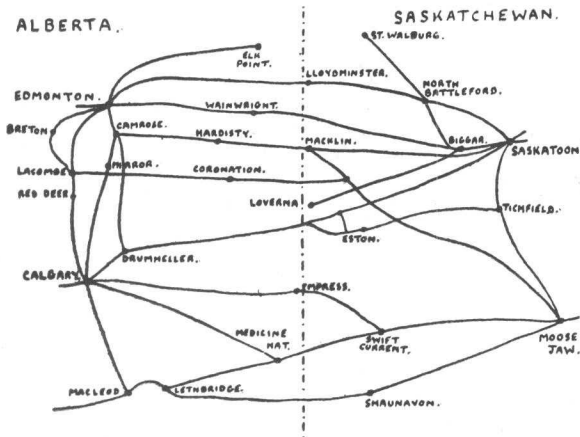 ALBERTA.
SASKATCHEWAN.
ST. WALBURG.
ELK
POINT.
LLOYDMINSTER.
NORTH
BATTLEFORD.
EDMONTON.
WAINWRIGHT.
BRETON
CAMROSE.
HARDISTY.
MACKLIN.
BIGGAR.
SASKATOON
LACOMBE
MIRROR.
CORONATION.
RED DEER
LOVERNA
TICHFIELD.
ESTON.
DRUMHELLER.
CALGARY.
EMPRESS.
MEDICINE
HAT.
SWIFT
CURRENT.
MOOSE
JAW.
MACLEOD
LETHBRIDGE.
SHAUNAVON.